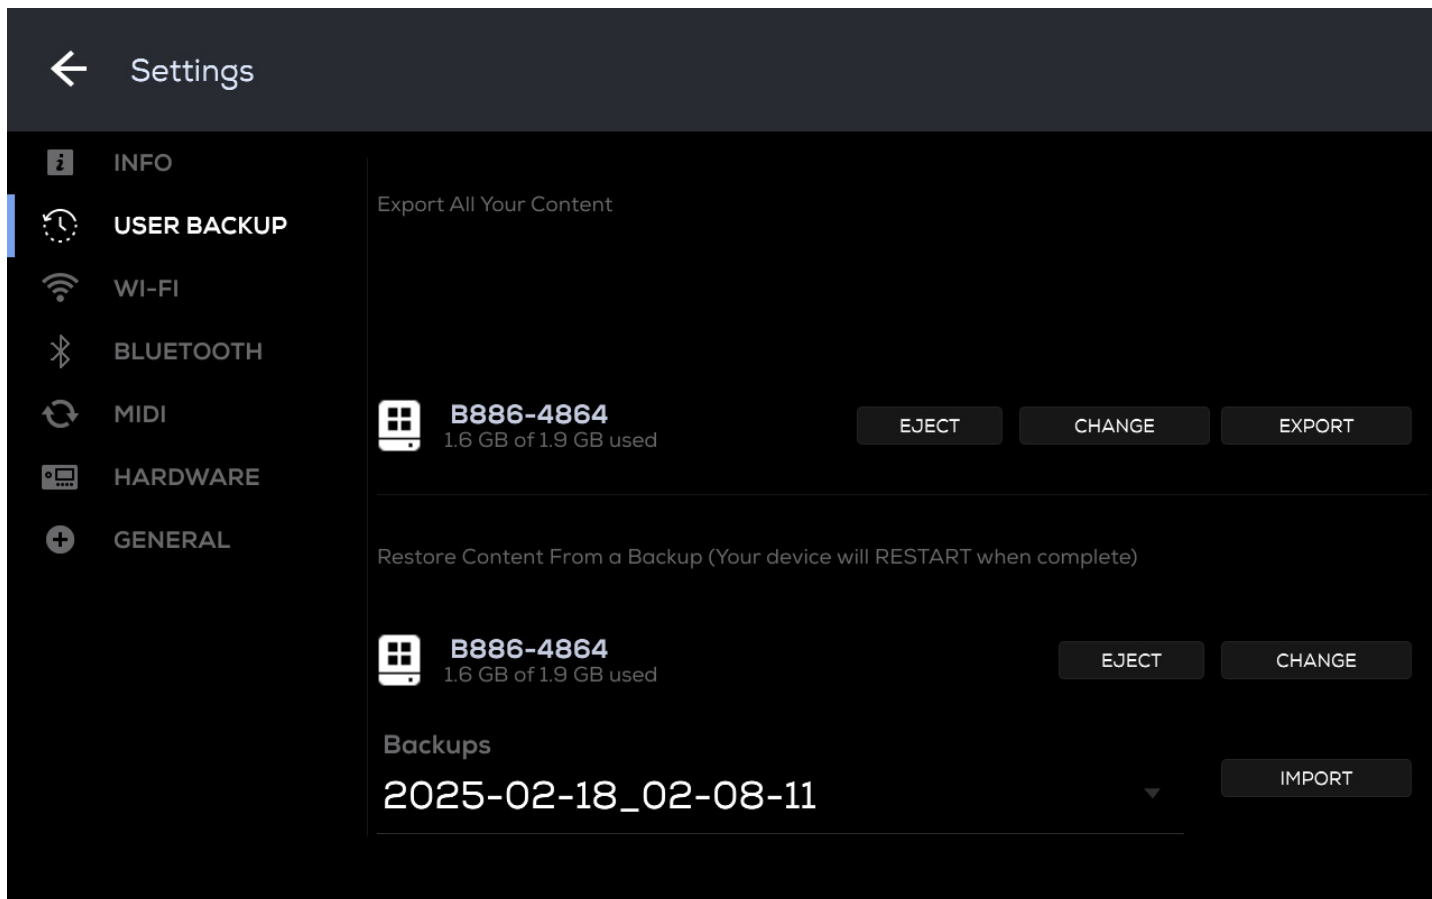 Settings
INFO
USER BACKUP
WI-FI
BLUETOOTH
MIDI
HARDWARE
GENERAL
Export All Your Content
B886-4864
1.6 GB of 1.9 GB used
EJECT
CHANGE
EXPORT
Restore Content From a Backup (Your device will RESTART when complete)
B886-4864
1.6 GB of 1.9 GB used
EJECT
CHANGE
Backups
2025-02-18_02-08-11
IMPORT